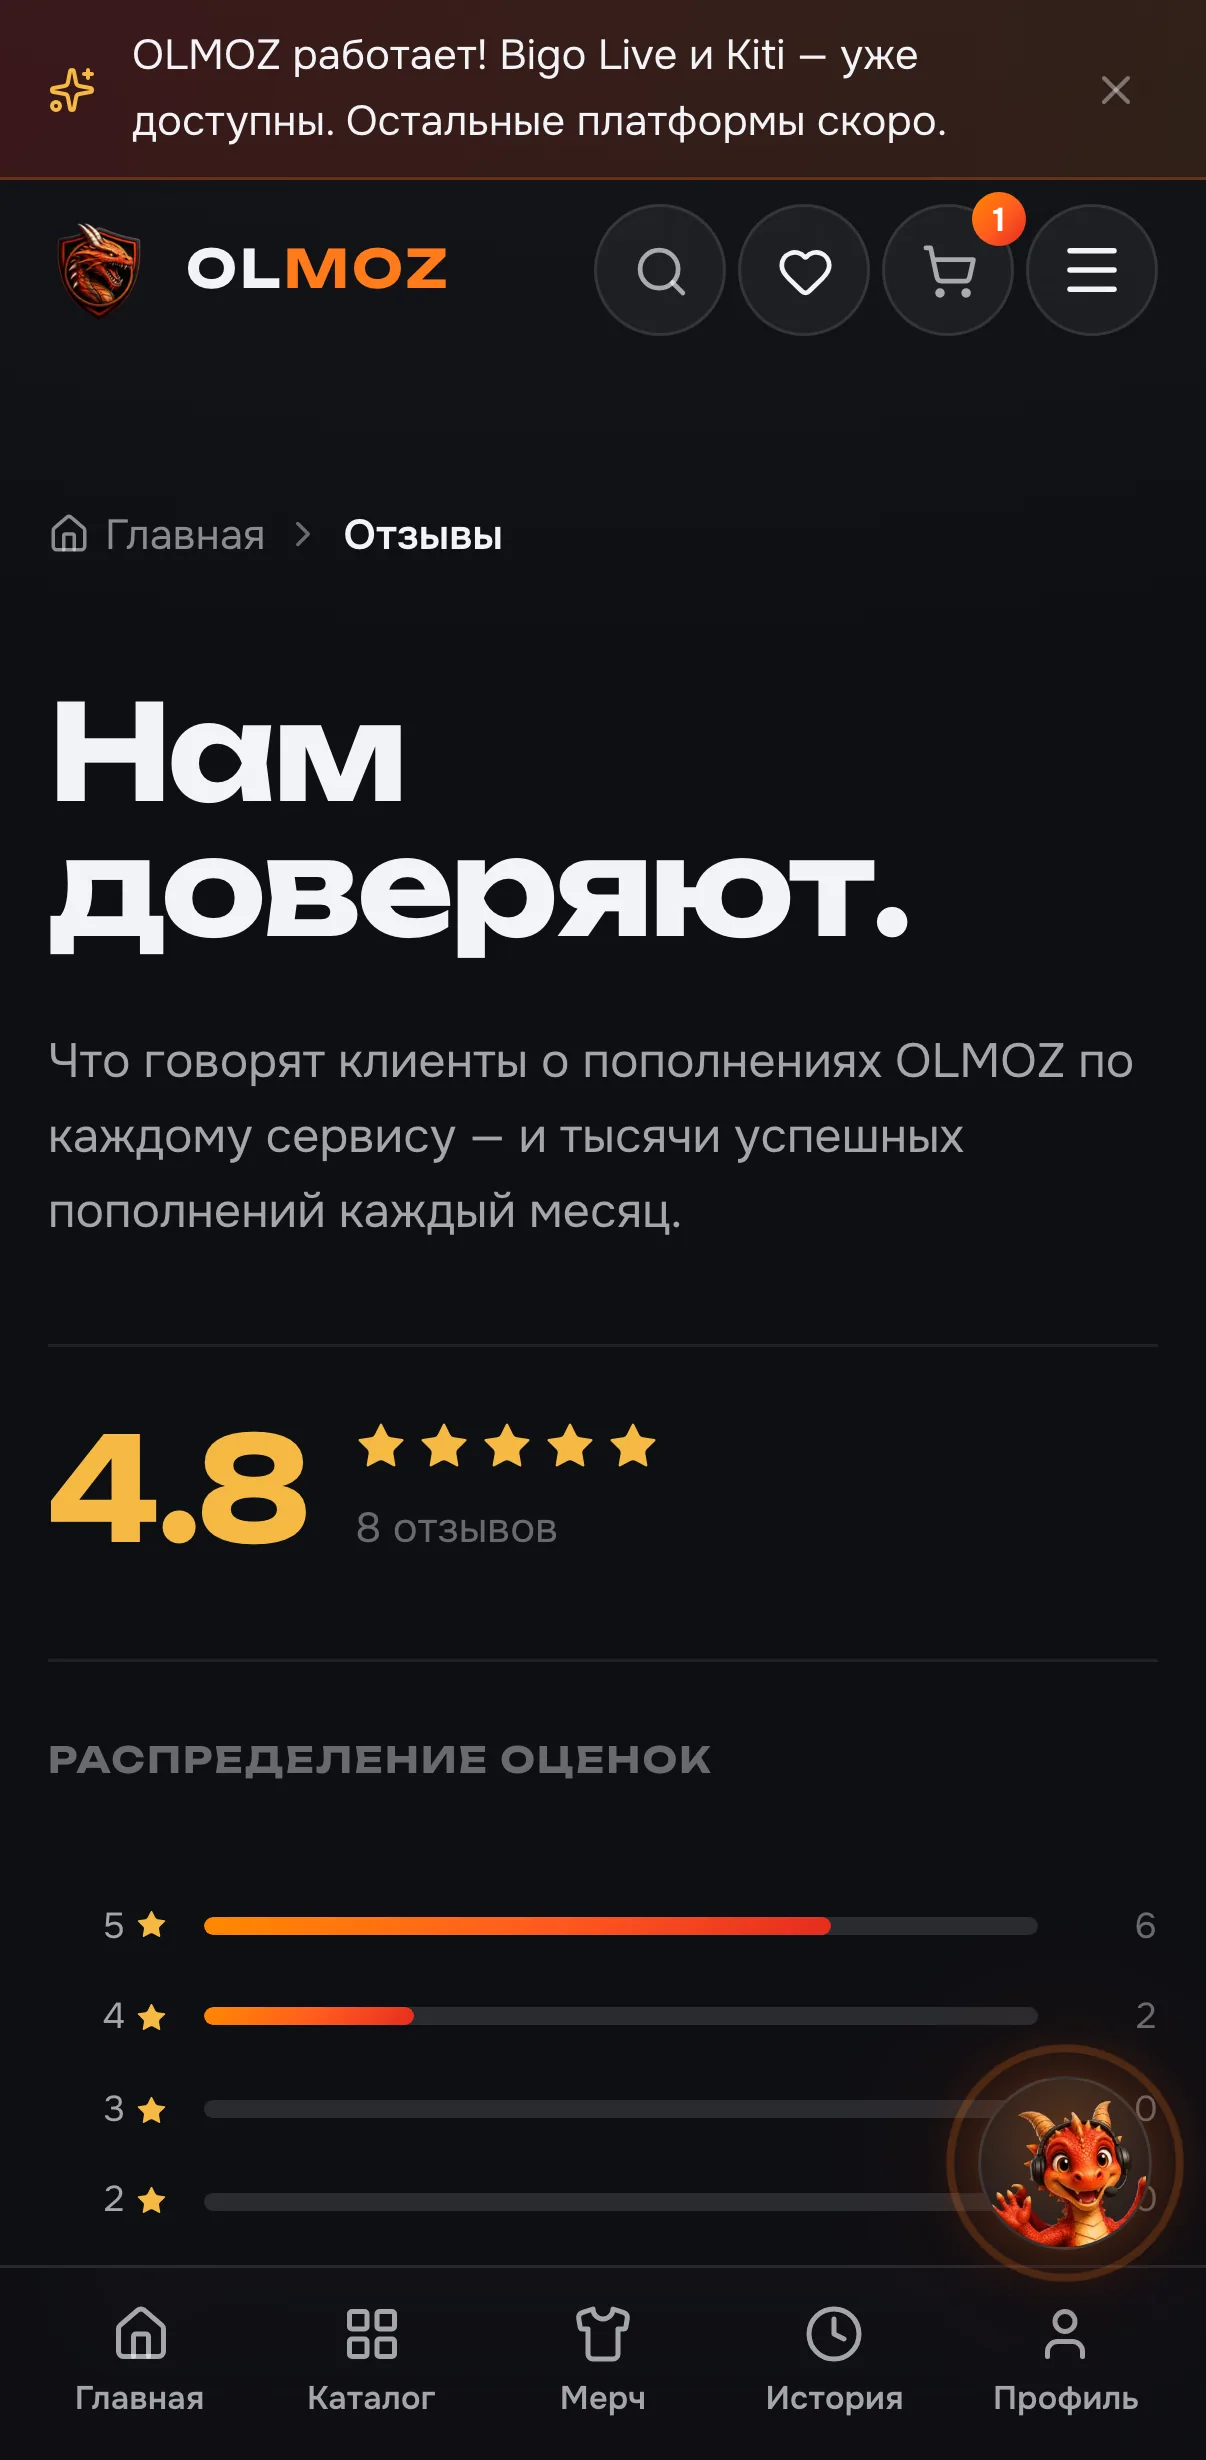 OLMOZ работает! Bigo Live и Kiti — уже
доступны. Остальные платформы скоро.
OLMOZ
1
Главная > Отзывы
Нам
доверяют.
Что говорят клиенты о пополнениях OLMOZ по
каждому сервису — и тысячи успешных
пополнений каждый месяц.
4.8
8 отзывов
РАСПРЕДЕЛЕНИЕ ОЦЕНОК
5 6
4 2
3 0
2 0
Главная Каталог Мерч История Профиль